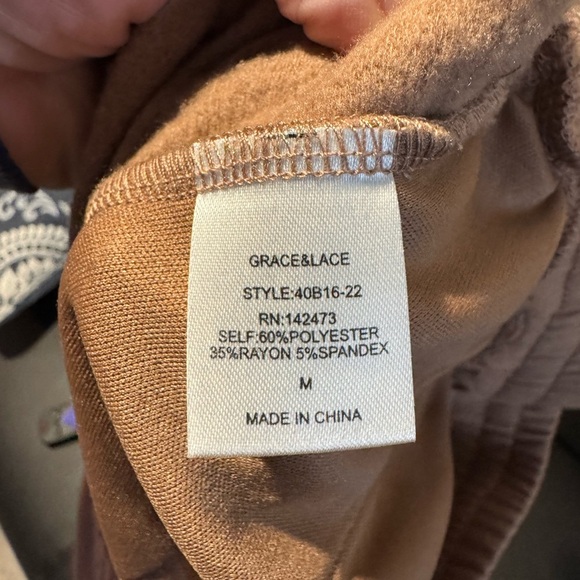 GRACE&LACE
STYLE:40B16-22
RN:142473
SELF:60%POLYESTER
35%RAYON 5%SPANDEX
M
MADE IN CHINA